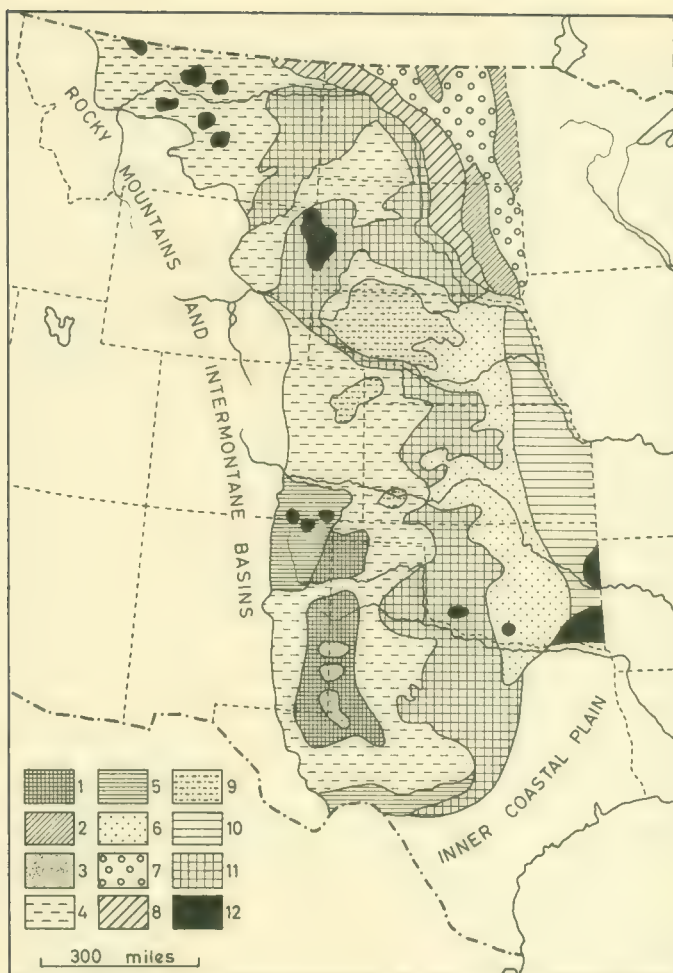 ROCKY MOUNTAINS
AND INTERMONTANE BASINS
INNER COASTAL PLAIN
1 5 9
2 6 10
3 7 11
4 8 12
300 miles